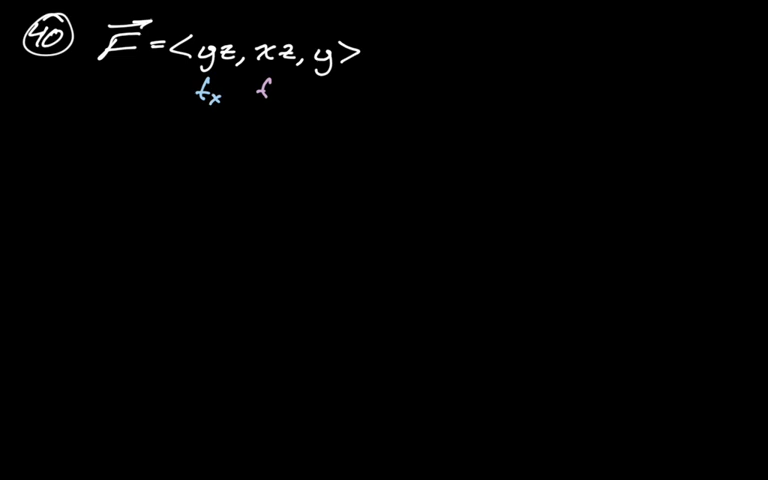 40 F⃗ = <yz, xz, y>
fx f